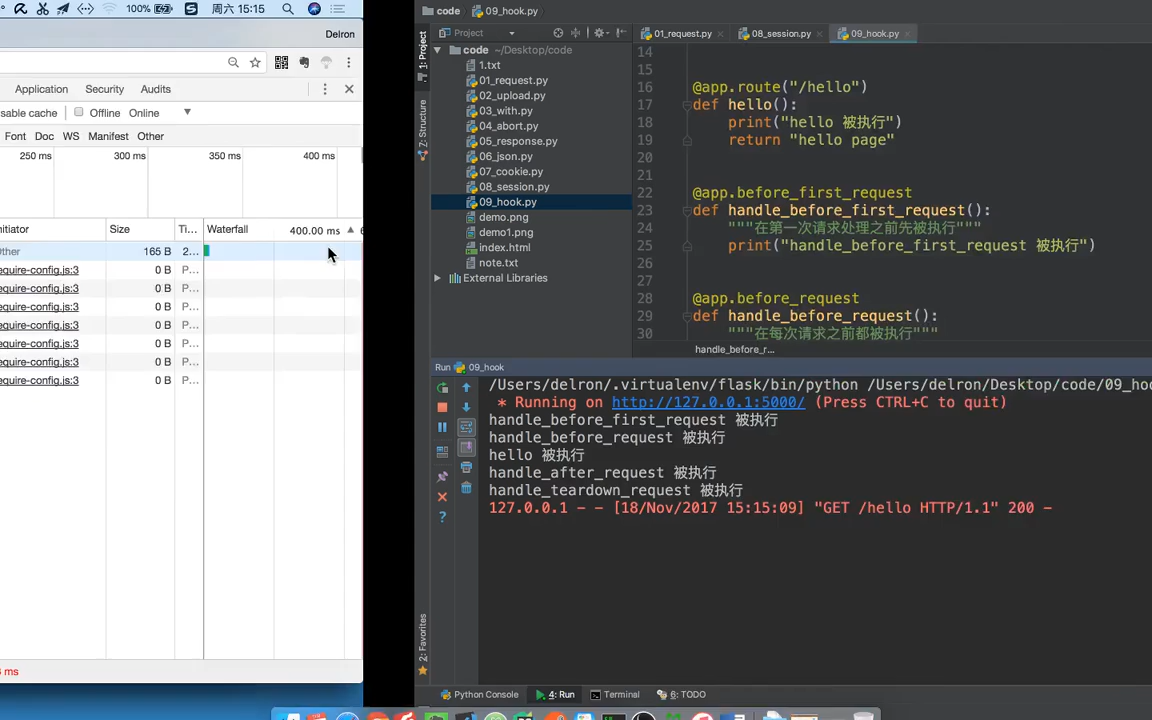 100% 周六 15:15
Delron
Application Security Audits
sable cache Offline Online
Font Doc WS Manifest Other
250 ms 300 ms 350 ms 400 ms
nitiator Size Ti... Waterfall 400.00 ms
Other 165 B 2...
equire-config.js:3 0 B P...
equire-config.js:3 0 B P...
equire-config.js:3 0 B P...
equire-config.js:3 0 B P...
equire-config.js:3 0 B P...
equire-config.js:3 0 B P...
equire-config.js:3 0 B P...
ms
code 09_hook.py
Project 01_request.py 08_session.py 09_hook.py
1: Project
Z: Structure
2: Favorites
code ~/Desktop/code
1.txt
01_request.py
02_upload.py
03_with.py
04_abort.py
05_response.py
06_json.py
07_cookie.py
08_session.py
09_hook.py
demo.png
demo1.png
index.html
note.txt
External Libraries
14
15
16 @app.route("/hello")
17 def hello():
18 print("hello 被执行")
19 return "hello page"
20
21
22 @app.before_first_request
23 def handle_before_first_request():
24 """在第一次请求处理之前先被执行"""
25 print("handle_before_first_request 被执行")
26
27
28 @app.before_request
29 def handle_before_request():
30 """在每次请求之前都被执行"""
handle_before_r...
Run 09_hook
/Users/delron/.virtualenv/flask/bin/python /Users/delron/Desktop/code/09_hoo
* Running on http://127.0.0.1:5000/ (Press CTRL+C to quit)
handle_before_first_request 被执行
handle_before_request 被执行
hello 被执行
handle_after_request 被执行
handle_teardown_request 被执行
127.0.0.1 - - [18/Nov/2017 15:15:09] "GET /hello HTTP/1.1" 200 -
Python Console 4: Run Terminal 6: TODO